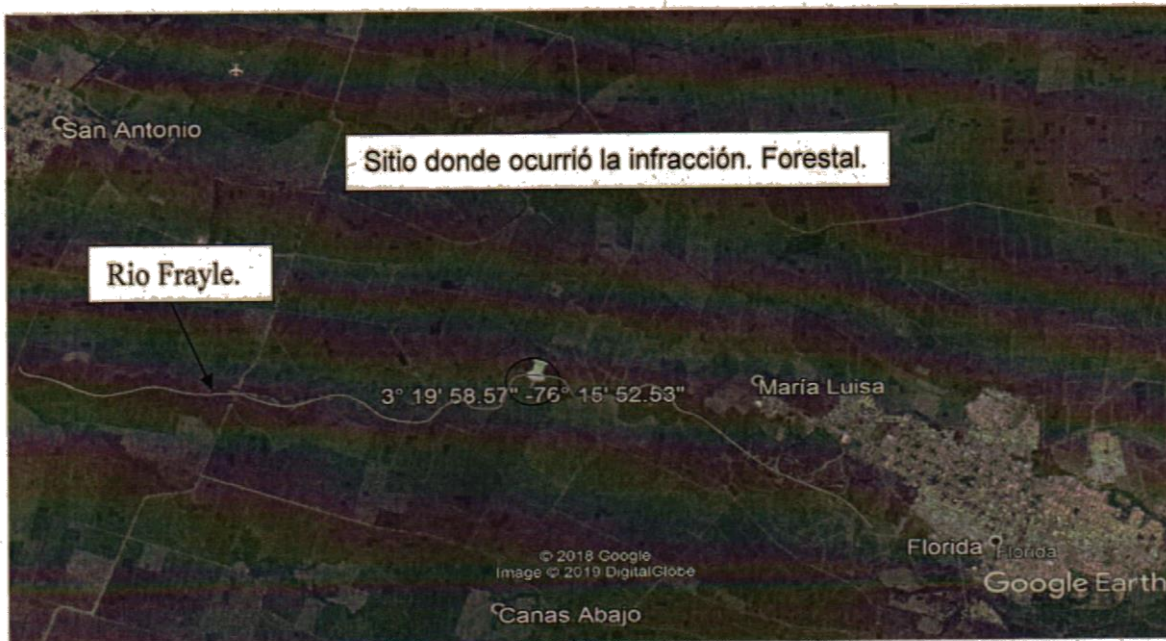 San Antonio
Sitio donde ocurrió la infracción. Forestal.
Rio Frayle.
3° 19' 58.57" -76° 15' 52.53"
María Luisa
Florida
Florida
© 2018 Google
Image © 2019 DigitalGlobe
Google Earth
Canas Abajo